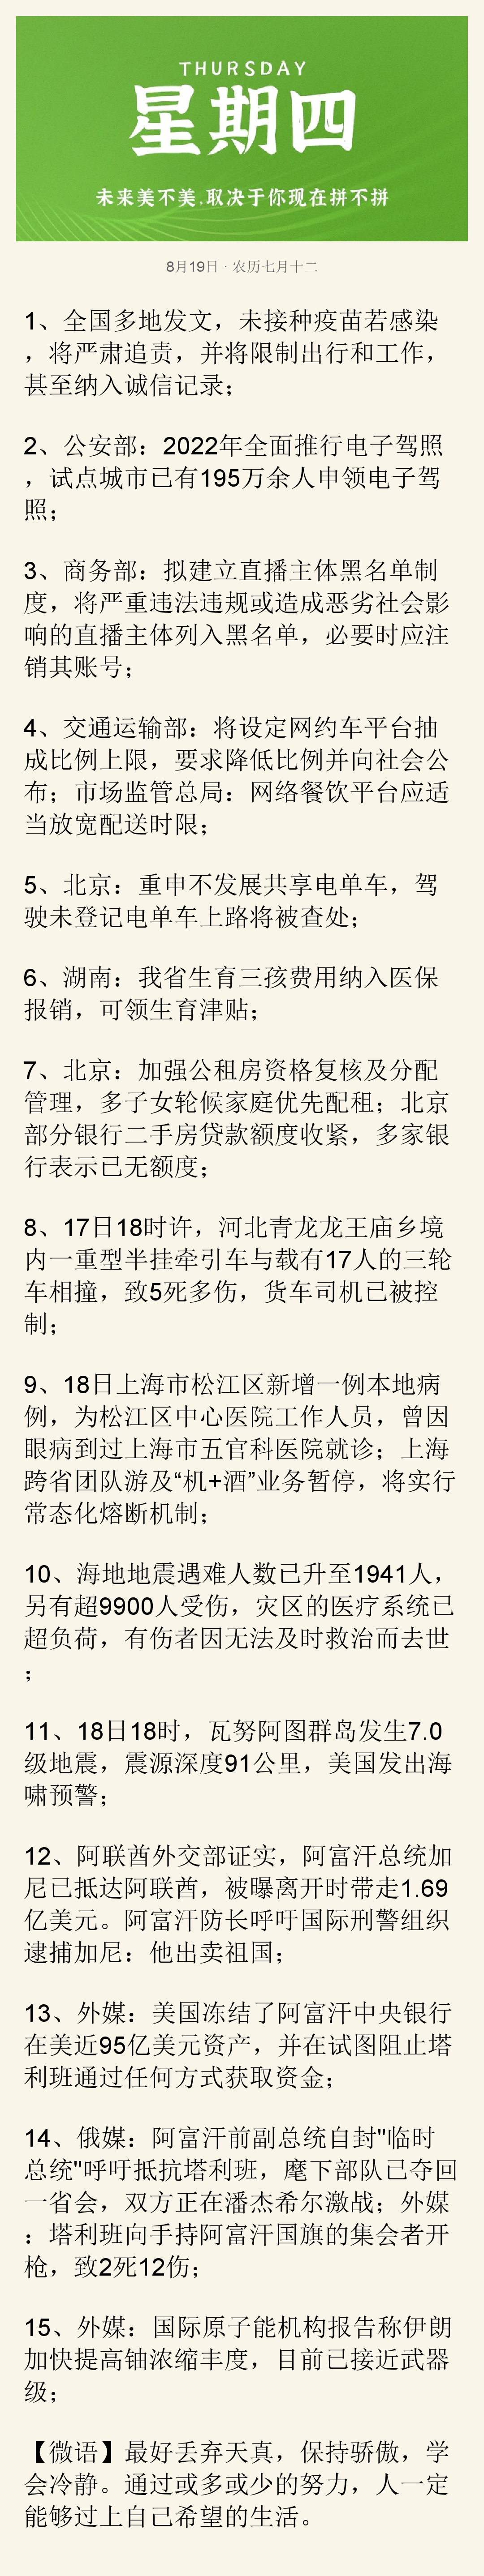 THURSDAY
星期四
未来美不美,取决于你现在拼不拼
8月19日 · 农历七月十二
1、全国多地发文，未接种疫苗若感染
，将严肃追责，并将限制出行和工作，
甚至纳入诚信记录；
2、公安部：2022年全面推行电子驾照
，试点城市已有195万余人申领电子驾
照；
3、商务部：拟建立直播主体黑名单制
度，将严重违法违规或造成恶劣社会影
响的直播主体列入黑名单，必要时应注
销其账号；
4、交通运输部：将设定网约车平台抽
成比例上限，要求降低比例并向社会公
布；市场监管总局：网络餐饮平台应适
当放宽配送时限；
5、北京：重申不发展共享电单车，驾
驶未登记电单车上路将被查处；
6、湖南：我省生育三孩费用纳入医保
报销，可领生育津贴；
7、北京：加强公租房资格复核及分配
管理，多子女轮候家庭优先配租；北京
部分银行二手房贷款额度收紧，多家银
行表示已无额度；
8、17日18时许，河北青龙龙王庙乡境
内一重型半挂牵引车与载有17人的三轮
车相撞，致5死多伤，货车司机已被控
制；
9、18日上海市松江区新增一例本地病
例，为松江区中心医院工作人员，曾因
眼病到过上海市五官科医院就诊；上海
跨省团队游及“机+酒”业务暂停，将实行
常态化熔断机制；
10、海地地震遇难人数已升至1941人，
另有超9900人受伤，灾区的医疗系统已
超负荷，有伤者因无法及时救治而去世
；
11、18日18时，瓦努阿图群岛发生7.0
级地震，震源深度91公里，美国发出海
啸预警；
12、阿联酋外交部证实，阿富汗总统加
尼已抵达阿联酋，被曝离开时带走1.69
亿美元。阿富汗防长呼吁国际刑警组织
逮捕加尼：他出卖祖国；
13、外媒：美国冻结了阿富汗中央银行
在美近95亿美元资产，并在试图阻止塔
利班通过任何方式获取资金；
14、俄媒：阿富汗前副总统自封"临时
总统"呼吁抵抗塔利班，麾下部队已夺回
一省会，双方正在潘杰希尔激战；外媒
：塔利班向手持阿富汗国旗的集会者开
枪，致2死12伤；
15、外媒：国际原子能机构报告称伊朗
加快提高铀浓缩丰度，目前已接近武器
级；
【微语】最好丢弃天真，保持骄傲，学
会冷静。通过或多或少的努力，人一定
能够过上自己希望的生活。